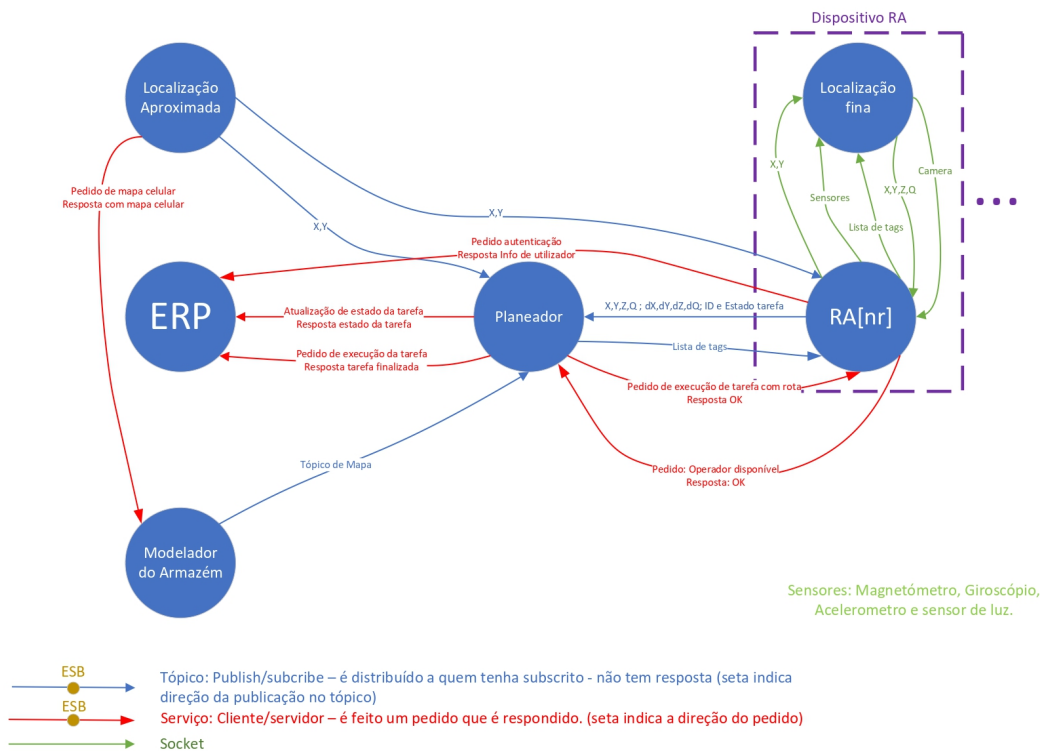 Dispositivo RA
Localização
Aproximada
Localização
fina
Pedido de mapa celular
Resposta com mapa celular
X,Y
X,Y
X,Y
Sensores
Lista de tags
X,Y,Z,Q
Camera
...
Pedido autenticação
Resposta Info de utilizador
ERP
Atualização de estado da tarefa
Resposta estado da tarefa
Pedido de execução da tarefa
Resposta tarefa finalizada
Planeador
X,Y,Z,Q ; dX,dY,dZ,dQ; ID e Estado tarefa
Lista de tags
RA[nr]
Pedido de execução de tarefa com rota
Resposta OK
Pedido: Operador disponível
Resposta: OK
Tópico de Mapa
Modelador
do Armazém
Sensores: Magnetómetro, Giroscópio,
Acelerometro e sensor de luz.
ESB
Tópico: Publish/subcribe – é distribuído a quem tenha subscrito - não tem resposta (seta indica
direção da publicação no tópico)
ESB
Serviço: Cliente/servidor – é feito um pedido que é respondido. (seta indica a direção do pedido)
Socket